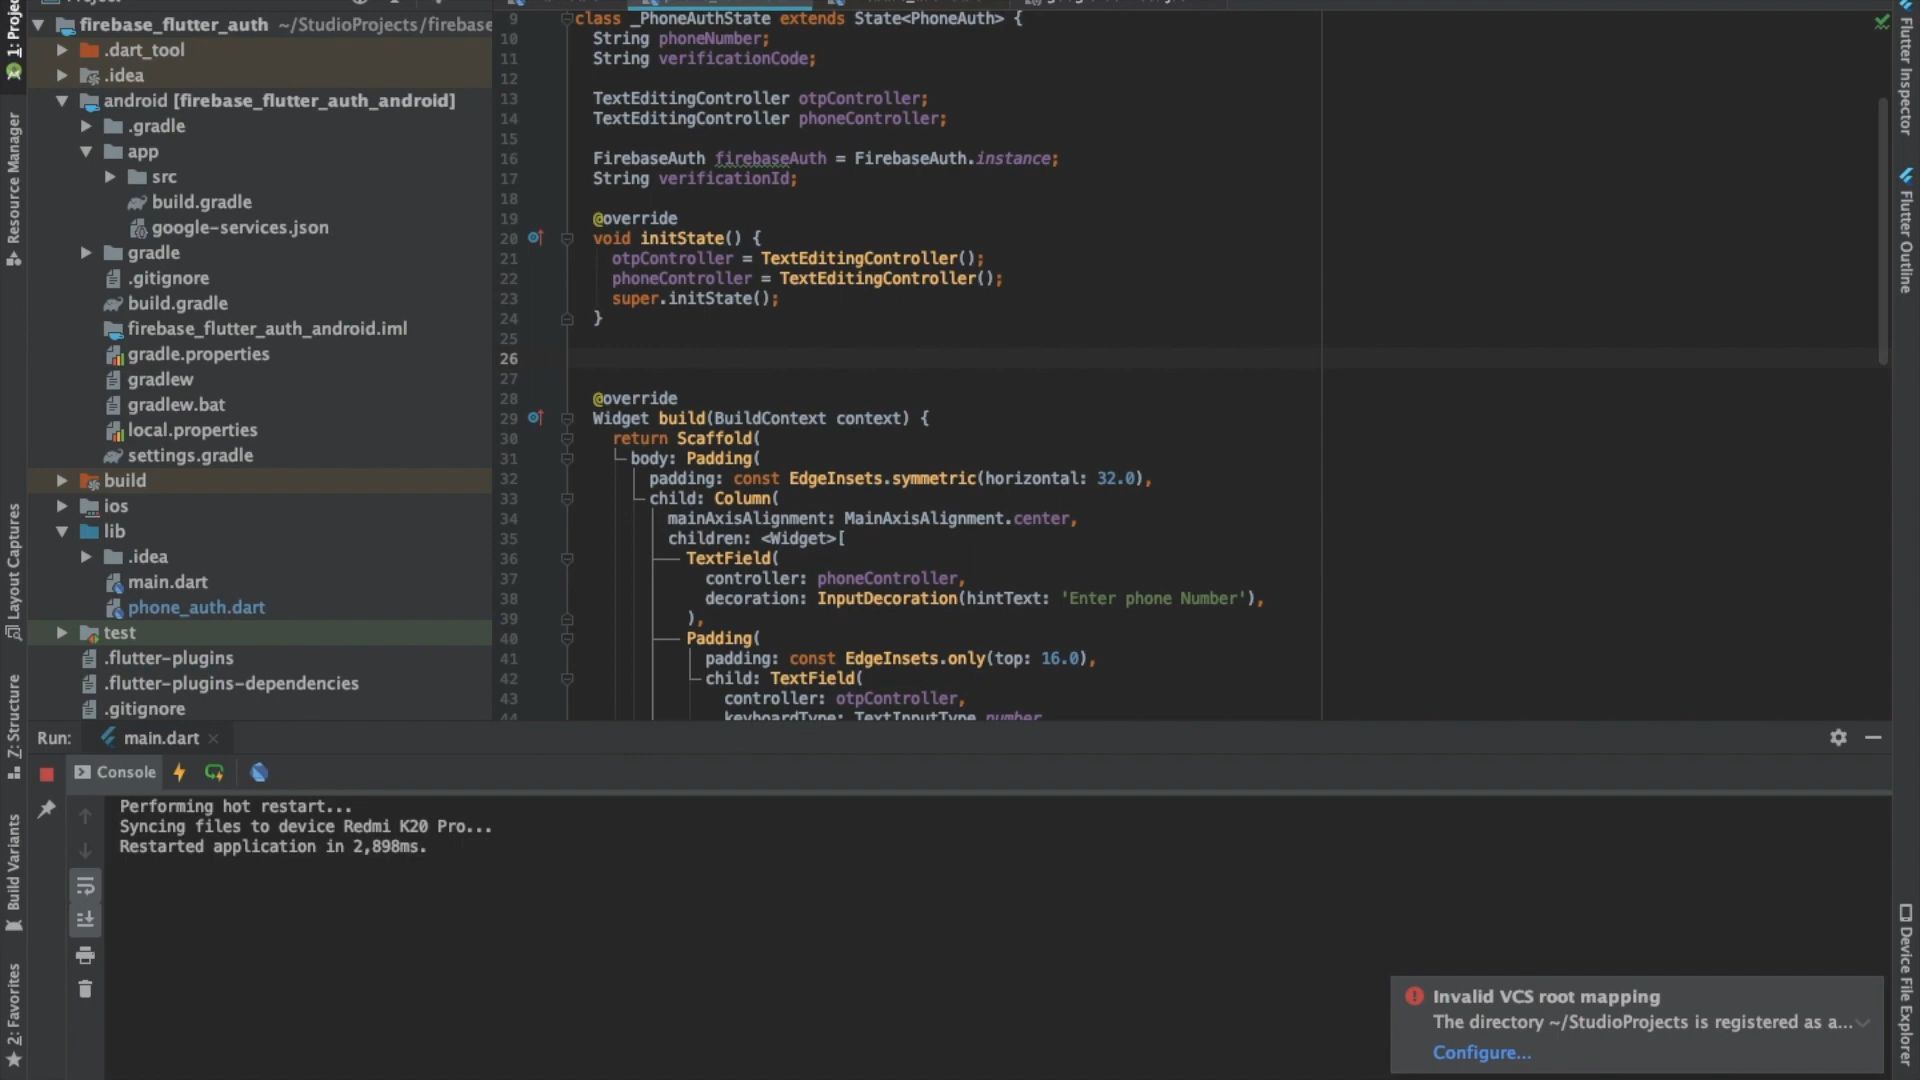 firebase_flutter_auth ~/StudioProjects/firebase
.dart_tool
.idea
android [firebase_flutter_auth_android]
.gradle
app
src
build.gradle
google-services.json
gradle
.gitignore
build.gradle
firebase_flutter_auth_android.iml
gradle.properties
gradlew
gradlew.bat
local.properties
settings.gradle
build
ios
lib
.idea
main.dart
phone_auth.dart
test
.flutter-plugins
.flutter-plugins-dependencies
.gitignore
1: Project
Resource Manager
Layout Captures
Z: Structure
Build Variants
2: Favorites
9 class _PhoneAuthState extends State<PhoneAuth> {
10 String phoneNumber;
11 String verificationCode;
12
13 TextEditingController otpController;
14 TextEditingController phoneController;
15
16 FirebaseAuth firebaseAuth = FirebaseAuth.instance;
17 String verificationId;
18
19 @override
20 void initState() {
21 otpController = TextEditingController();
22 phoneController = TextEditingController();
23 super.initState();
24 }
25
26
27
28 @override
29 Widget build(BuildContext context) {
30 return Scaffold(
31 body: Padding(
32 padding: const EdgeInsets.symmetric(horizontal: 32.0),
33 child: Column(
34 mainAxisAlignment: MainAxisAlignment.center,
35 children: <Widget>[
36 TextField(
37 controller: phoneController,
38 decoration: InputDecoration(hintText: 'Enter phone Number'),
39 ),
40 Padding(
41 padding: const EdgeInsets.only(top: 16.0),
42 child: TextField(
43 controller: otpController,
44 keyboardType: TextInputType.number
Flutter Inspector
Flutter Outline
Device File Explorer
Run: main.dart
Console
Performing hot restart...
Syncing files to device Redmi K20 Pro...
Restarted application in 2,898ms.
Invalid VCS root mapping
The directory ~/StudioProjects is registered as a...
Configure...